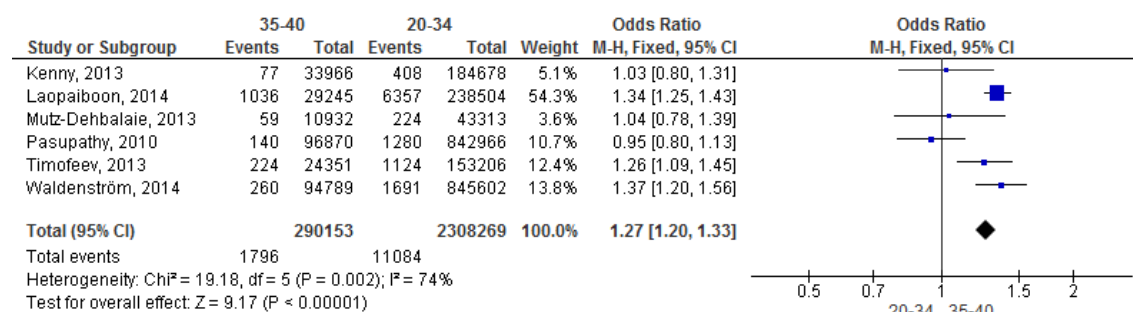 35-40 20-34 Odds Ratio Odds Ratio
Study or Subgroup Events Total Events Total Weight M-H, Fixed, 95% CI M-H, Fixed, 95% CI
Kenny, 2013 77 33966 408 184678 5.1% 1.03 [0.80, 1.31]
Laopaiboon, 2014 1036 29245 6357 238504 54.3% 1.34 [1.25, 1.43]
Mutz-Dehbalaie, 2013 59 10932 224 43313 3.6% 1.04 [0.78, 1.39]
Pasupathy, 2010 140 96870 1280 842966 10.7% 0.95 [0.80, 1.13]
Timofeev, 2013 224 24351 1124 153206 12.4% 1.26 [1.09, 1.45]
Waldenström, 2014 260 94789 1691 845602 13.8% 1.37 [1.20, 1.56]
Total (95% CI) 290153 2308269 100.0% 1.27 [1.20, 1.33]
Total events 1796 11084
Heterogeneity: Chi² = 19.18, df = 5 (P = 0.002); I² = 74%
Test for overall effect: Z = 9.17 (P < 0.00001)
0.5 0.7 1 1.5 2
20-34 35-40